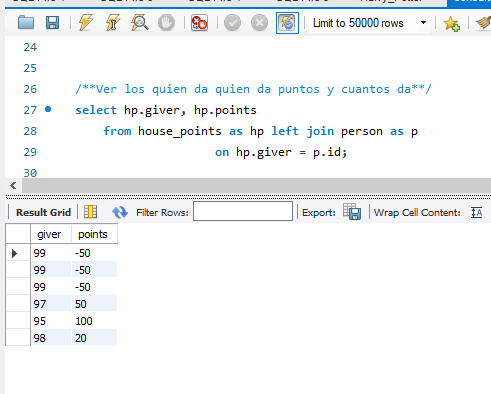 Limit to 50000 rows
24
25
26 /**Ver los quien da quien da puntos y cuantos da**/
27 select hp.giver, hp.points
28 from house_points as hp left join person as p
29 on hp.giver = p.id;
30
Result Grid Filter Rows: Export: Wrap Cell Content:
giver points
99 -50
99 -50
99 -50
97 50
95 100
98 20